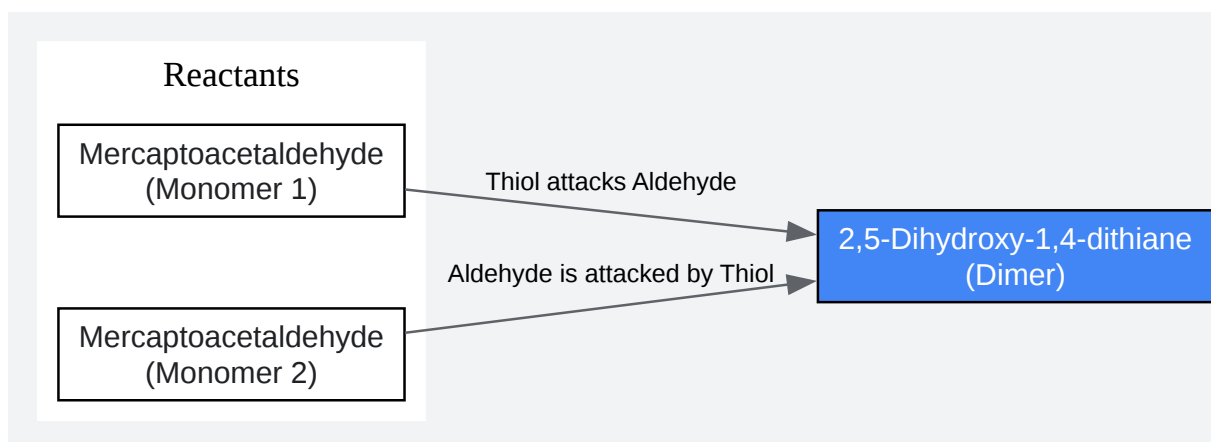 Reactants
Mercaptoacetaldehyde
(Monomer 1)
Thiol attacks Aldehyde
2,5-Dihydroxy-1,4-dithiane
(Dimer)
Aldehyde is attacked by Thiol
Mercaptoacetaldehyde
(Monomer 2)